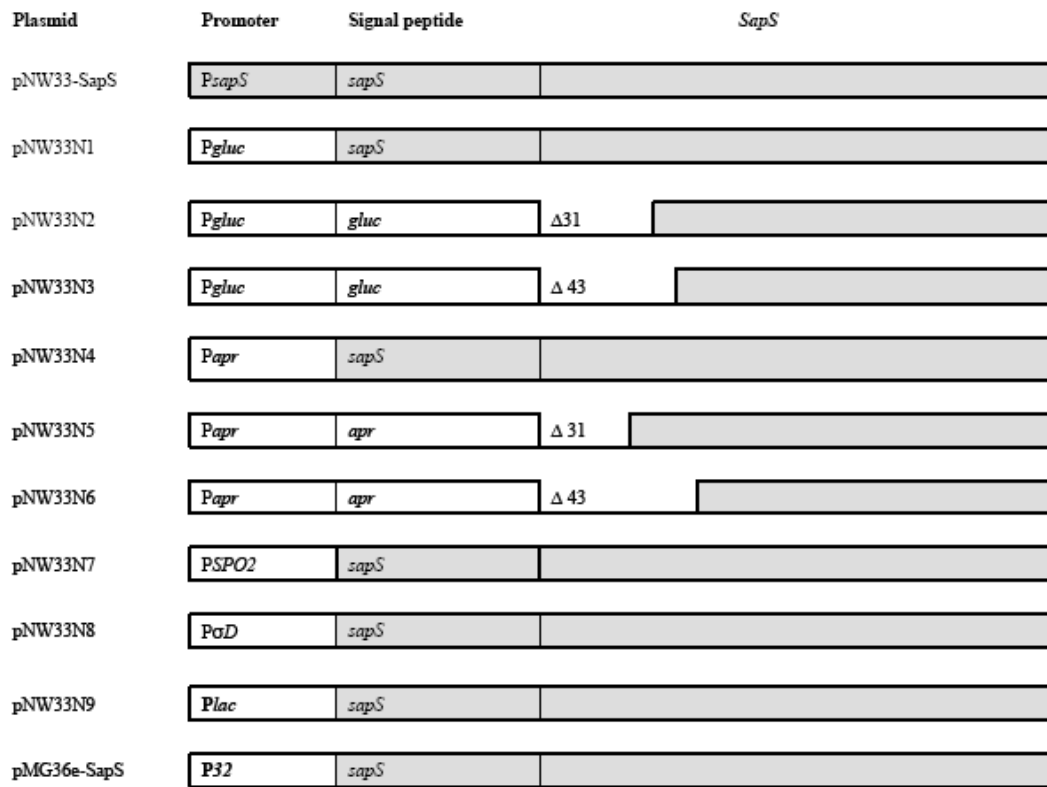 Plasmid Promoter Signal peptide SapS
pNW33-SapS PsapS sapS
pNW33N1 Pgluc sapS
pNW33N2 Pgluc gluc Δ31
pNW33N3 Pgluc gluc Δ 43
pNW33N4 Papr sapS
pNW33N5 Papr apr Δ 31
pNW33N6 Papr apr Δ 43
pNW33N7 PSPO2 sapS
pNW33N8 PσD sapS
pNW33N9 Plac sapS
pMG36e-SapS P32 sapS